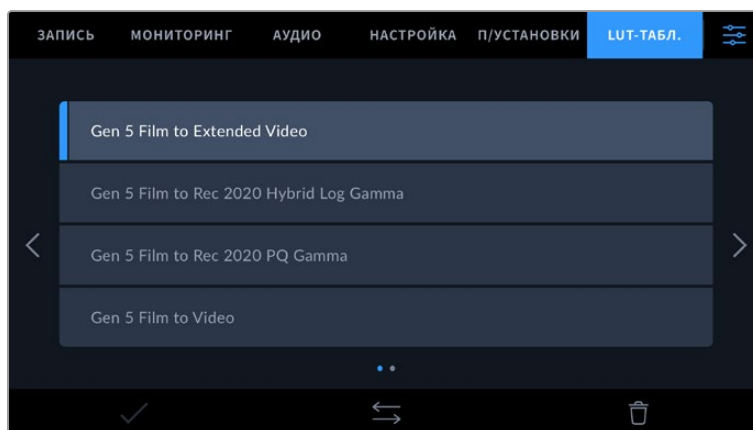 ЗАПИСЬ МОНИТОРИНГ АУДИО НАСТРОЙКА П/УСТАНОВКИ LUT-ТАБЛ.
Gen 5 Film to Extended Video
Gen 5 Film to Rec 2020 Hybrid Log Gamma
Gen 5 Film to Rec 2020 PQ Gamma
Gen 5 Film to Video